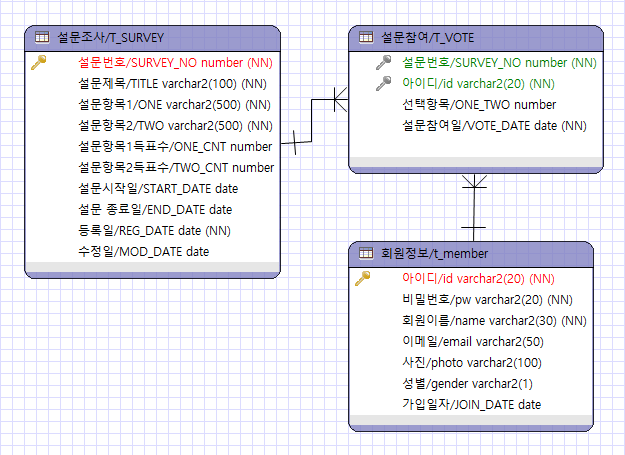 설문조사/T_SURVEY
설문번호/SURVEY_NO number (NN)
설문제목/TITLE varchar2(100) (NN)
설문항목1/ONE varchar2(500) (NN)
설문항목2/TWO varchar2(500) (NN)
설문항목1득표수/ONE_CNT number
설문항목2득표수/TWO_CNT number
설문시작일/START_DATE date
설문 종료일/END_DATE date
등록일/REG_DATE date (NN)
수정일/MOD_DATE date
설문참여/T_VOTE
설문번호/SURVEY_NO number (NN)
아이디/id varchar2(20) (NN)
선택항목/ONE_TWO number
설문참여일/VOTE_DATE date (NN)
회원정보/t_member
아이디/id varchar2(20) (NN)
비밀번호/pw varchar2(20) (NN)
회원이름/name varchar2(30) (NN)
이메일/email varchar2(50)
사진/photo varchar2(100)
성별/gender varchar2(1)
가입일자/JOIN_DATE date